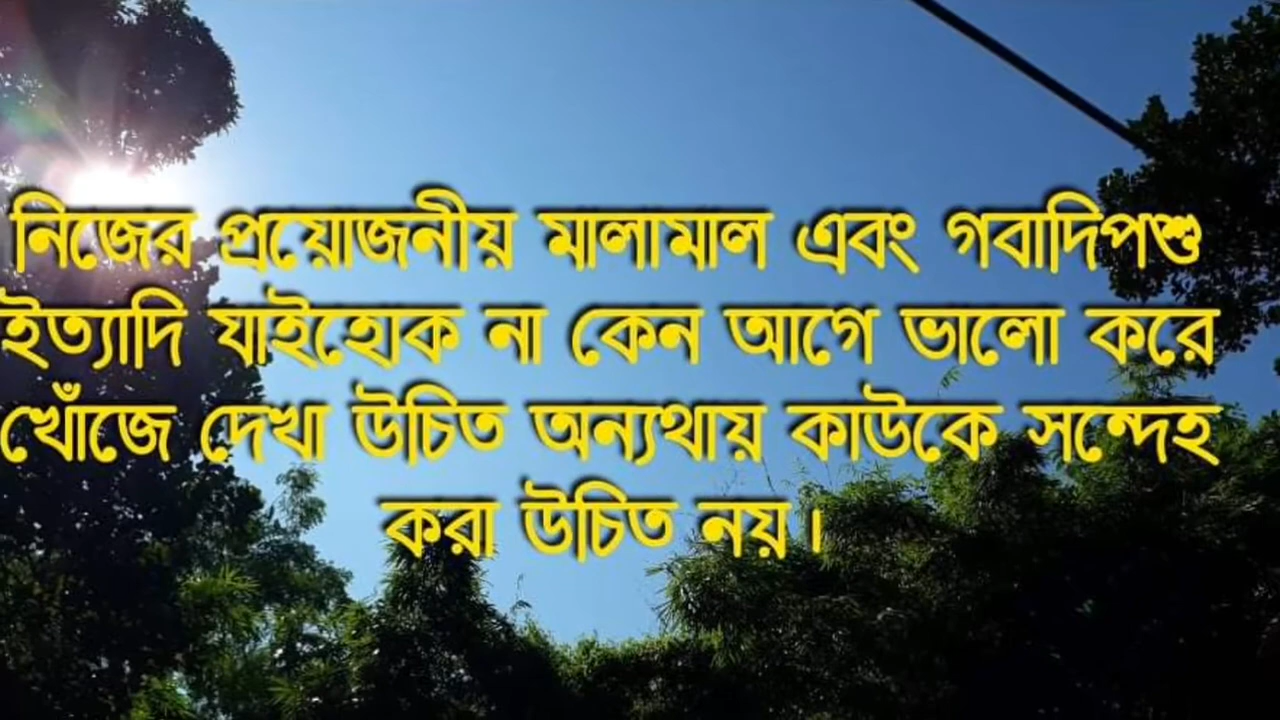 নিজের প্রয়োজনীয় মালামাল এবং গবাদিপশু
ইত্যাদি যাইহোক না কেন আগে ভালো করে
খোঁজে দেখা উচিত অন্যথায় কাউকে সন্দেহ
করা উচিত নয়।